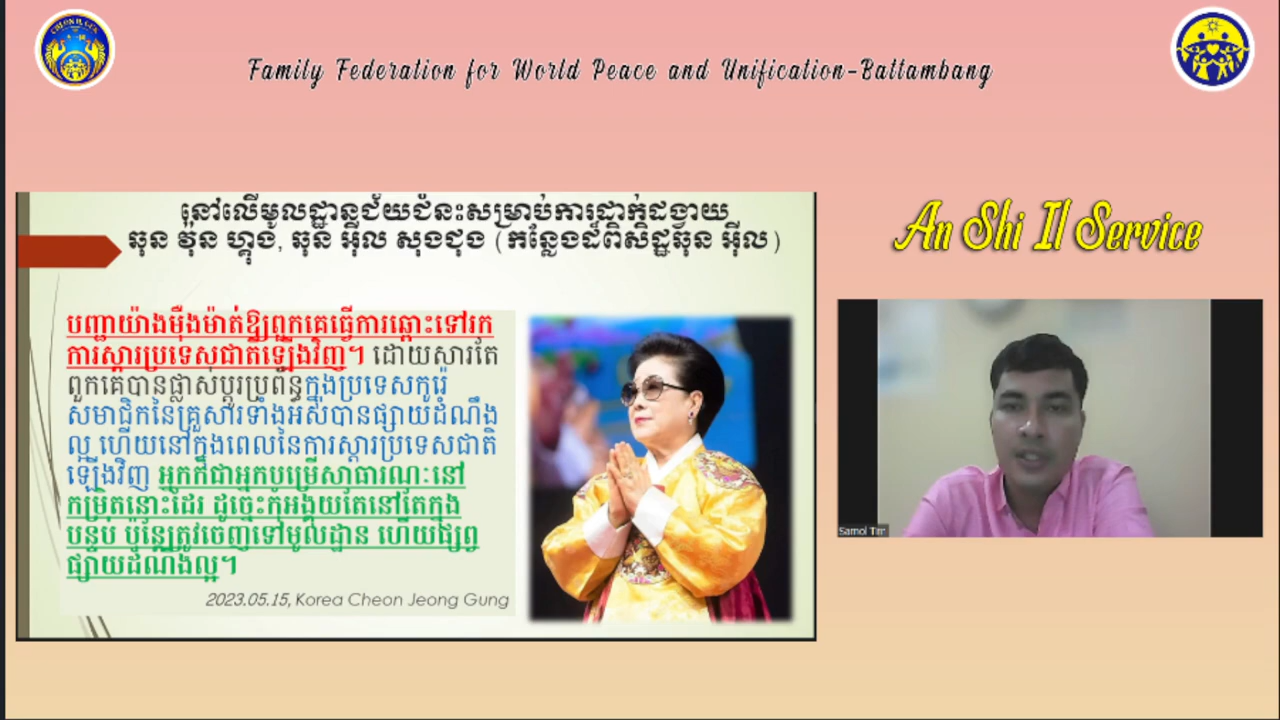 CHEON IL GUK
Family Federation for World Peace and Unification-Battambang
នៅលើមូលដ្ឋានជ័យជំនះសម្រាប់ការដាក់ដង្វាយ
ឆុន វ៉ុន ហ្គុង, ឆុន អ៊ីល សុងជុង (កន្លែងដ៏ពិសិដ្ឋឆុន អ៊ីល)
បញ្ជាយ៉ាងម៉ឺងម៉ាត់ឱ្យពួកគេធ្វើការឆ្ពោះទៅរក
ការស្តារប្រទេសជាតិឡើងវិញ។ ដោយសារតែ
ពួកគេបានផ្លាស់ប្តូរប្រព័ន្ធក្នុងប្រទេសកូរ៉េ
សមាជិកនៃគ្រួសារទាំងអស់បានផ្សាយដំណឹង
ល្អ ហើយនៅក្នុងពេលនៃការស្តារប្រទេសជាតិ
ឡើងវិញ អ្នកក៏ជាអ្នកបម្រើសាធារណៈនៅ
កម្រិតនោះដែរ ដូច្នេះកុំអង្គុយតែនៅតែក្នុង
បន្ទប់ ប៉ុន្តែត្រូវចេញទៅមូលដ្ឋាន ហើយផ្សព្វ
ផ្សាយដំណឹងល្អ។
2023.05.15, Korea Cheon Jeong Gung
An Shi Il Service